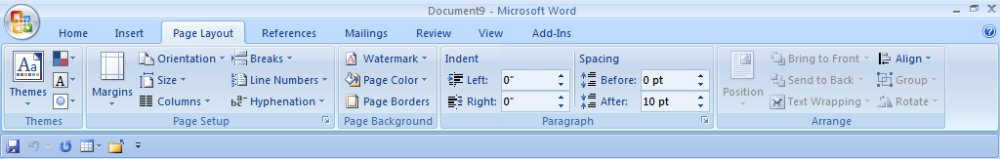 Document9 - Microsoft Word
Home Insert Page Layout References Mailings Review View Add-Ins
Aa Themes A
Margins Orientation Size Columns Breaks Line Numbers Hyphenation
Watermark Page Color Page Borders
Indent Left: 0" Right: 0"
Spacing Before: 0 pt After: 10 pt
Position Bring to Front Send to Back Text Wrapping Align Group Rotate
Themes Page Setup Page Background Paragraph Arrange